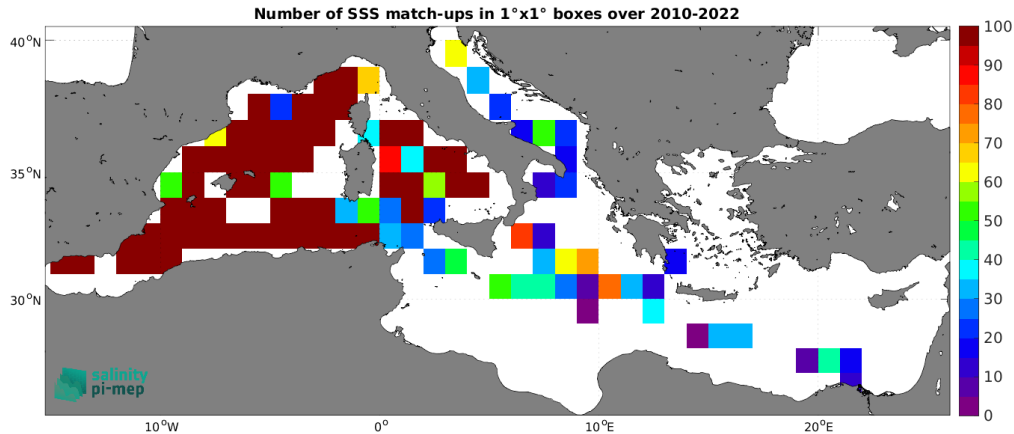 Number of SSS match-ups in 1°x1° boxes over 2010-2022
40°N
35°N
30°N
10°W
0°
10°E
20°E
100
90
80
70
60
50
40
30
20
10
0
salinity
pi-mep